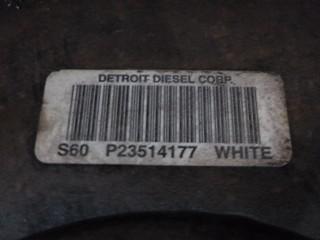 DETROIT DIESEL CORP.
S60 P23514177 WHITE